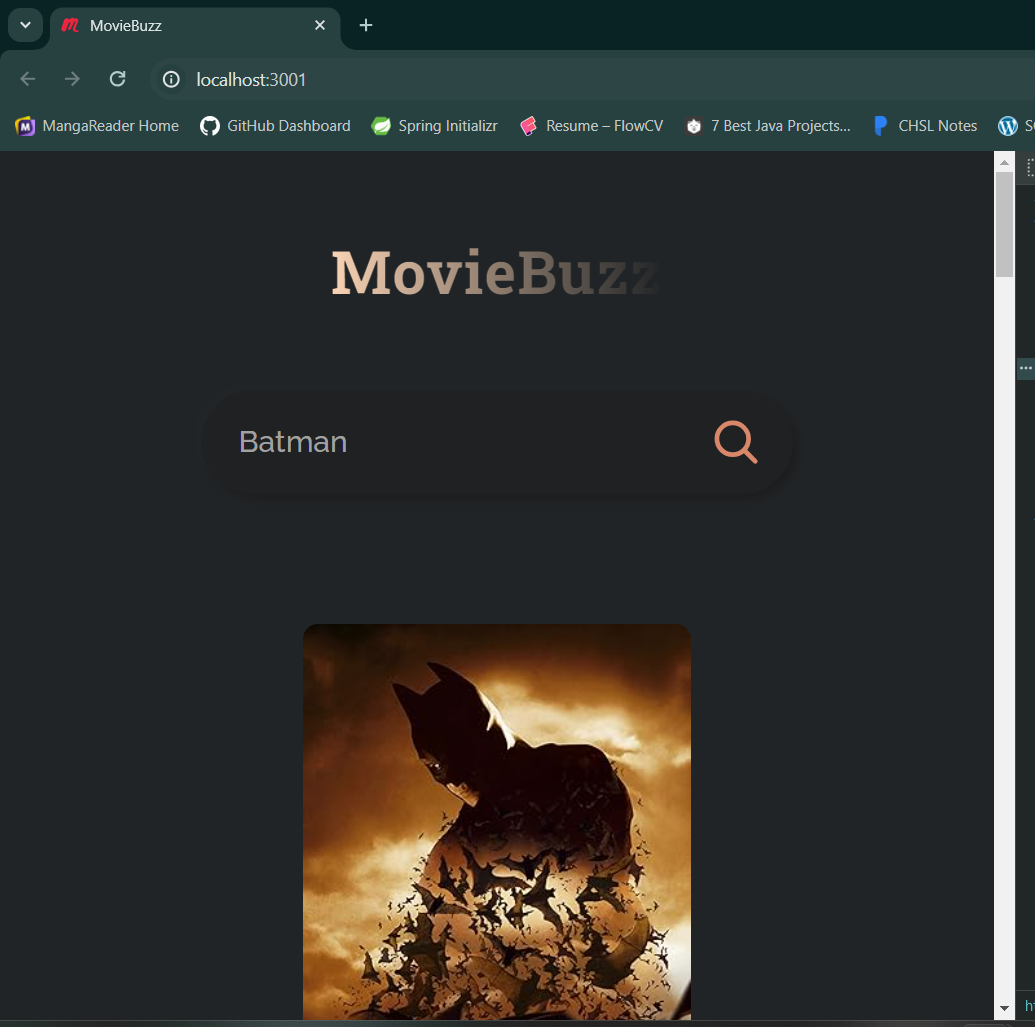 MovieBuzz
localhost:3001
MangaReader Home GitHub Dashboard Spring Initializr Resume – FlowCV 7 Best Java Projects... CHSL Notes
MovieBuzz
Batman